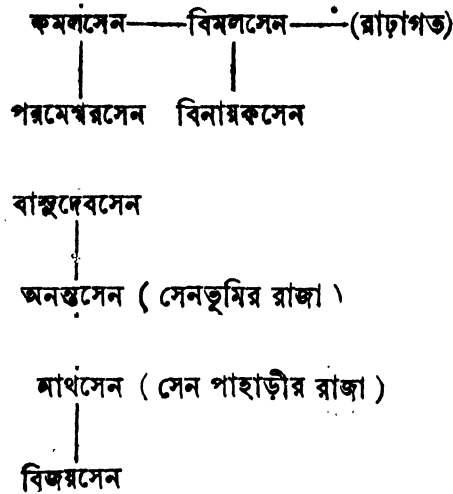 কমলসেন——বিমলসেন——(রাঢ়াগত)
পরমেশ্বরসেন বিনায়কসেন
বাসুদেবসেন
অনন্তসেন ( সেনভূমির রাজা )
নাথসেন ( সেন পাহাড়ীর রাজা )
বিজয়সেন